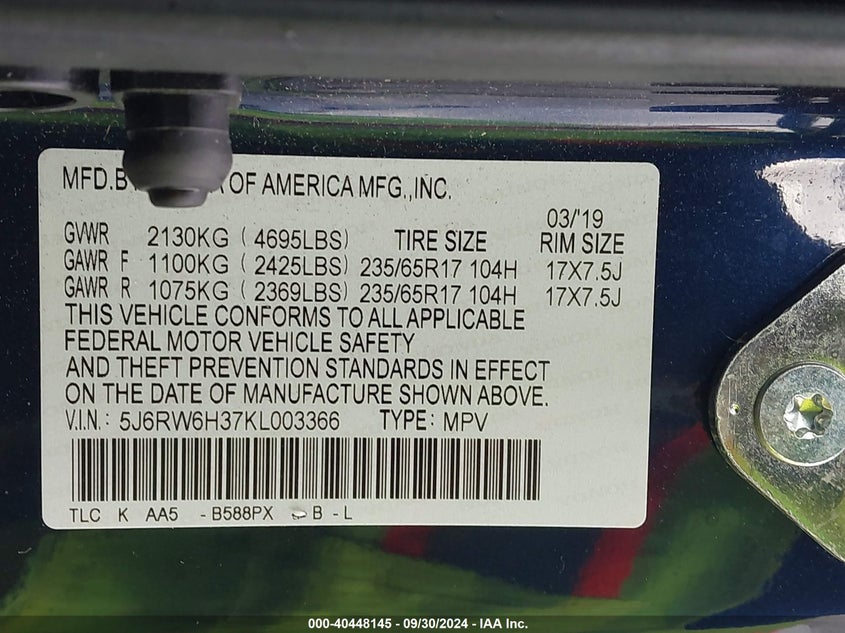 MFD.BY A OF AMERICA MFG.,INC.
03/'19
GVWR 2130KG ( 4695LBS) TIRE SIZE RIM SIZE
GAWR F 1100KG ( 2425LBS) 235/65R17 104H 17X7.5J
GAWR R 1075KG ( 2369LBS) 235/65R17 104H 17X7.5J
THIS VEHICLE CONFORMS TO ALL APPLICABLE
FEDERAL MOTOR VEHICLE SAFETY
AND THEFT PREVENTION STANDARDS IN EFFECT
ON THE DATE OF MANUFACTURE SHOWN ABOVE.
V.I.N.: 5J6RW6H37KL003366 TYPE: MPV
TLC K AA5 -B588PX B -L
000-40448145 - 09/30/2024 - IAA Inc.